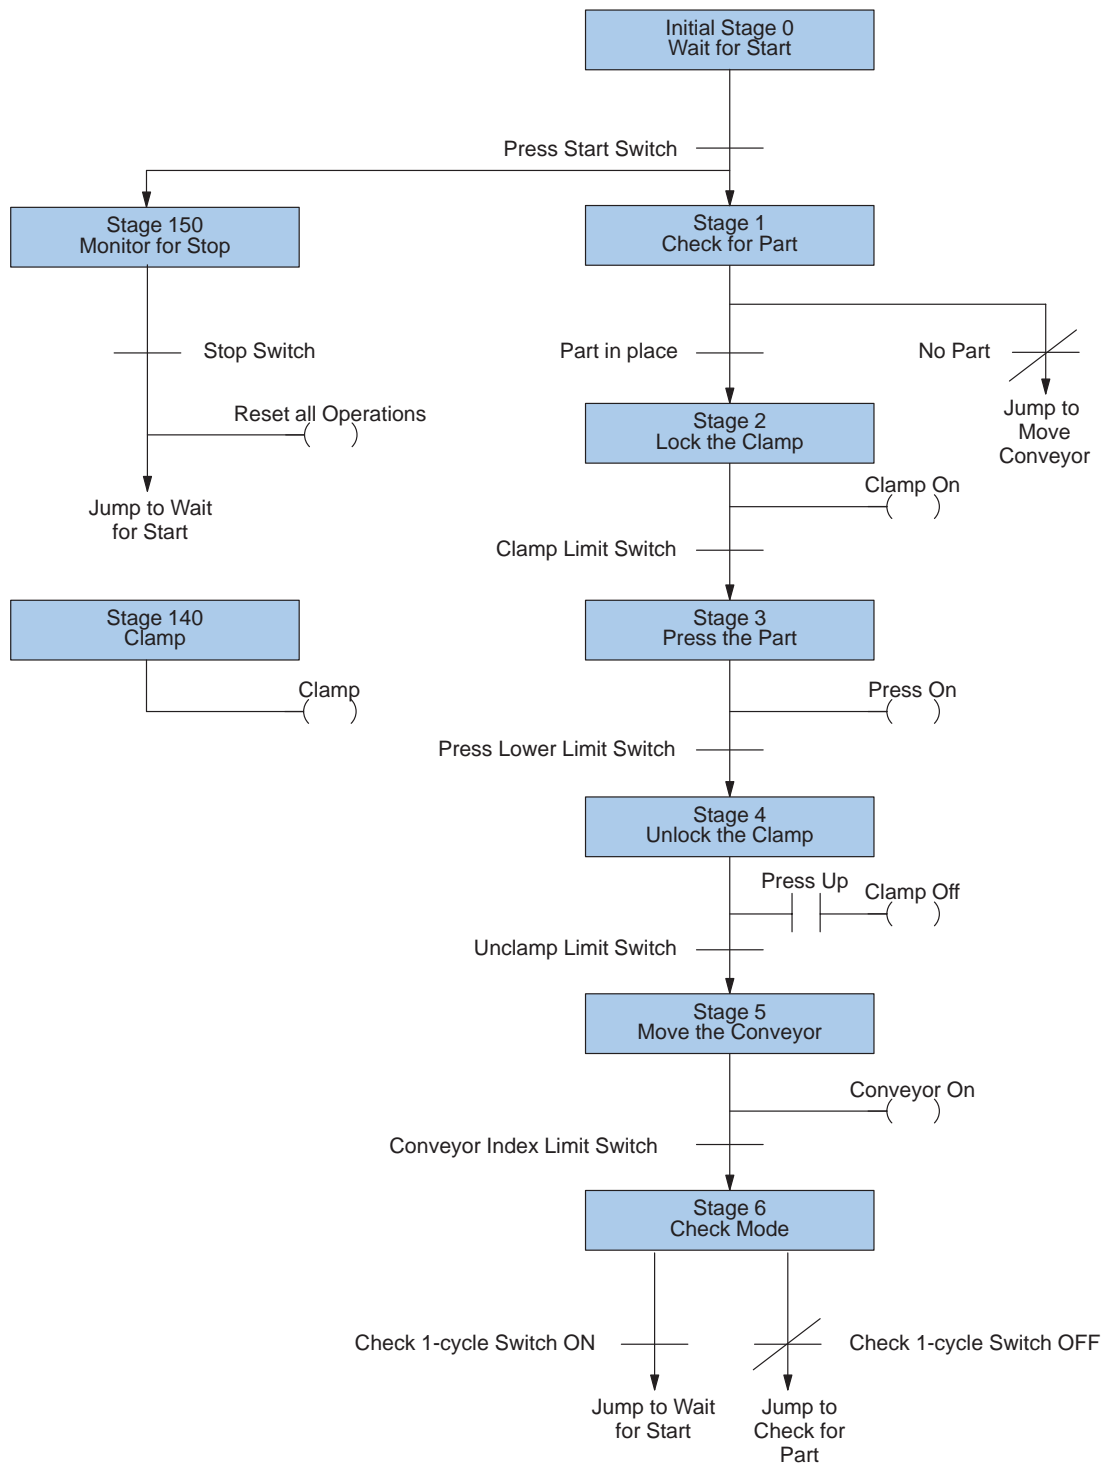 Initial Stage 0
Wait for Start
Press Start Switch
Stage 150
Monitor for Stop
Stage 1
Check for Part
Stop Switch
Part in place
No Part
Jump to
Move
Conveyor
Reset all Operations
Stage 2
Lock the Clamp
Clamp On
Jump to Wait
for Start
Clamp Limit Switch
Stage 140
Clamp
Stage 3
Press the Part
Clamp
Press On
Press Lower Limit Switch
Stage 4
Unlock the Clamp
Press Up
Clamp Off
Unclamp Limit Switch
Stage 5
Move the Conveyor
Conveyor On
Conveyor Index Limit Switch
Stage 6
Check Mode
Check 1-cycle Switch ON
Check 1-cycle Switch OFF
Jump to Wait
for Start
Jump to
Check for
Part